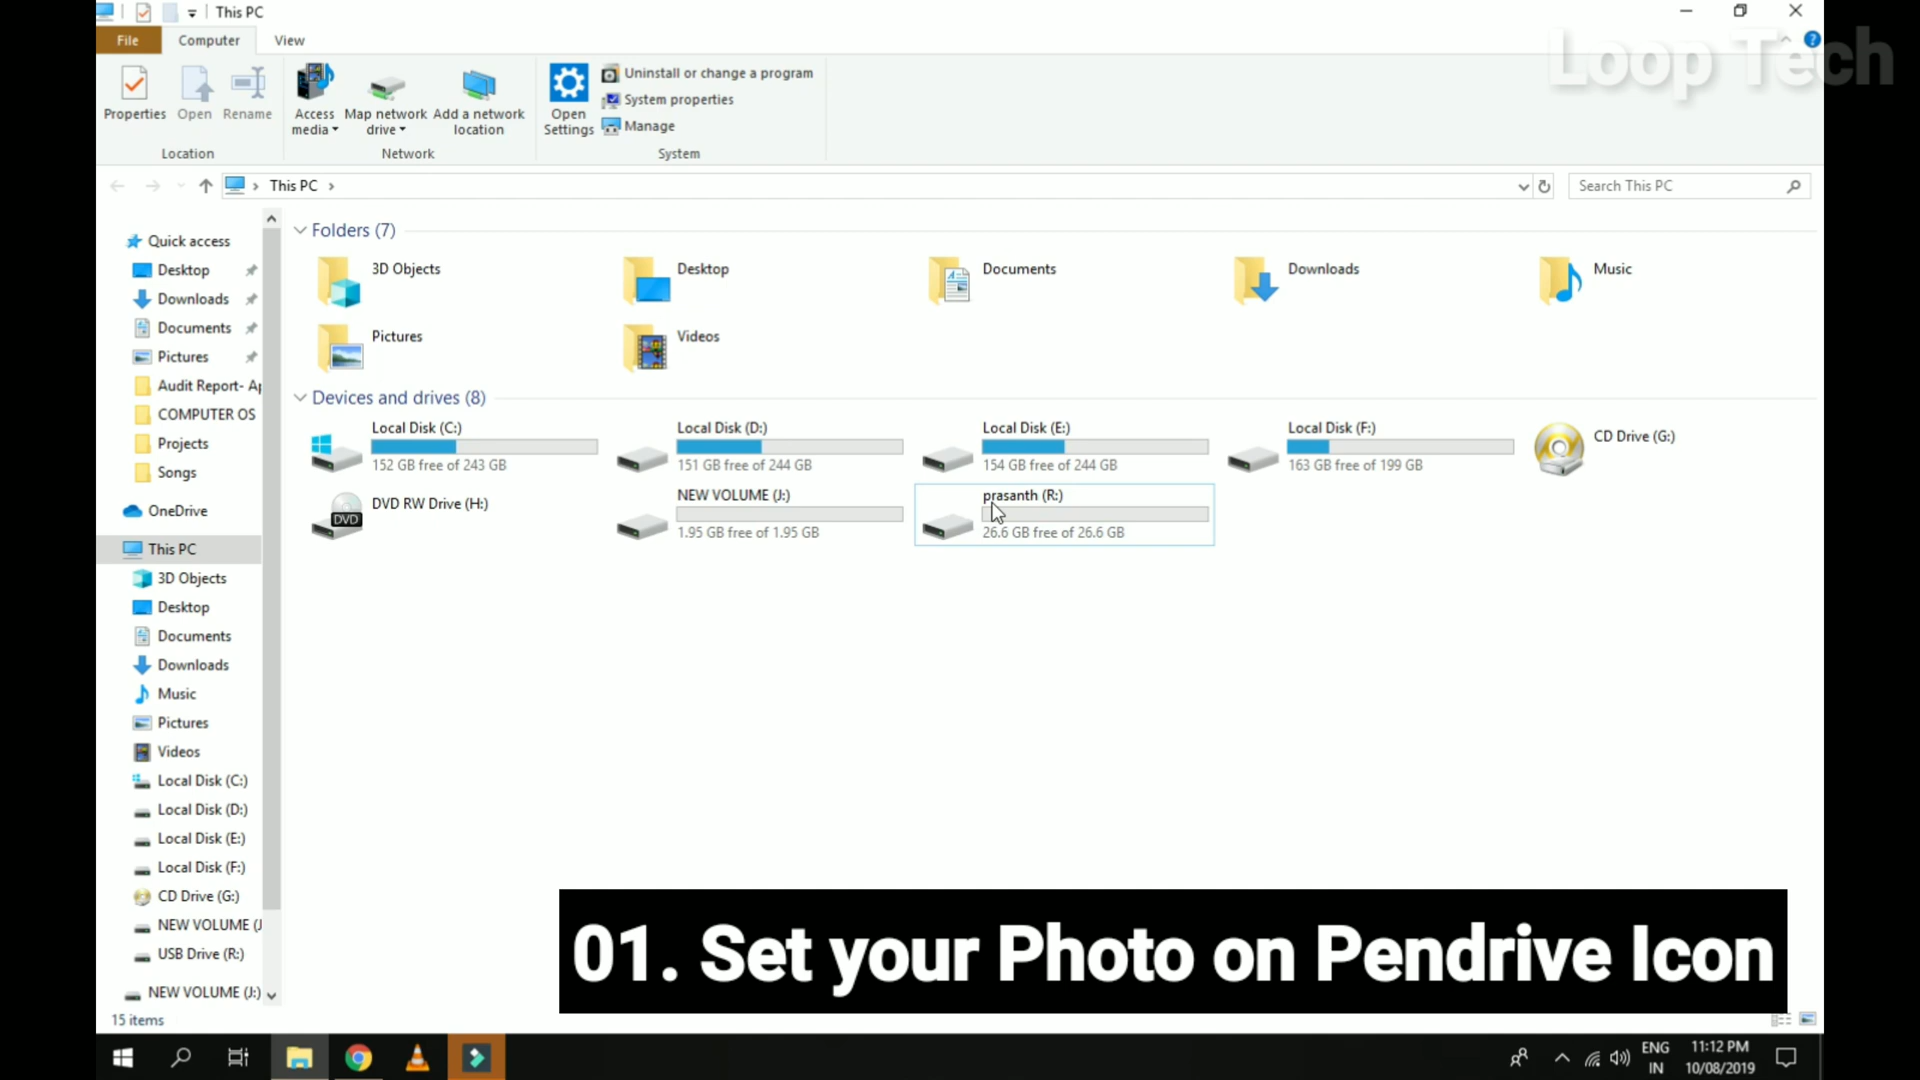 This PC
Loop Tech
File Computer View
Properties Open Rename
Access media Map network drive Add a network location
Open Settings
Uninstall or change a program
System properties
Manage
Location Network System
This PC
Search This PC
Quick access
Desktop
Downloads
Documents
Pictures
Audit Report- Ap
COMPUTER OS
Projects
Songs
OneDrive
This PC
3D Objects
Desktop
Documents
Downloads
Music
Pictures
Videos
Local Disk (C:)
Local Disk (D:)
Local Disk (E:)
Local Disk (F:)
CD Drive (G:)
NEW VOLUME (J
USB Drive (R:)
NEW VOLUME (J:)
Folders (7)
3D Objects Desktop Documents Downloads Music
Pictures Videos
Devices and drives (8)
Local Disk (C:)
152 GB free of 243 GB
Local Disk (D:)
151 GB free of 244 GB
Local Disk (E:)
154 GB free of 244 GB
Local Disk (F:)
163 GB free of 199 GB
CD Drive (G:)
DVD
DVD RW Drive (H:)
NEW VOLUME (J:)
1.95 GB free of 1.95 GB
prasanth (R:)
26.6 GB free of 26.6 GB
01. Set your Photo on Pendrive Icon
15 items
ENG
IN
11:12 PM
10/08/2019